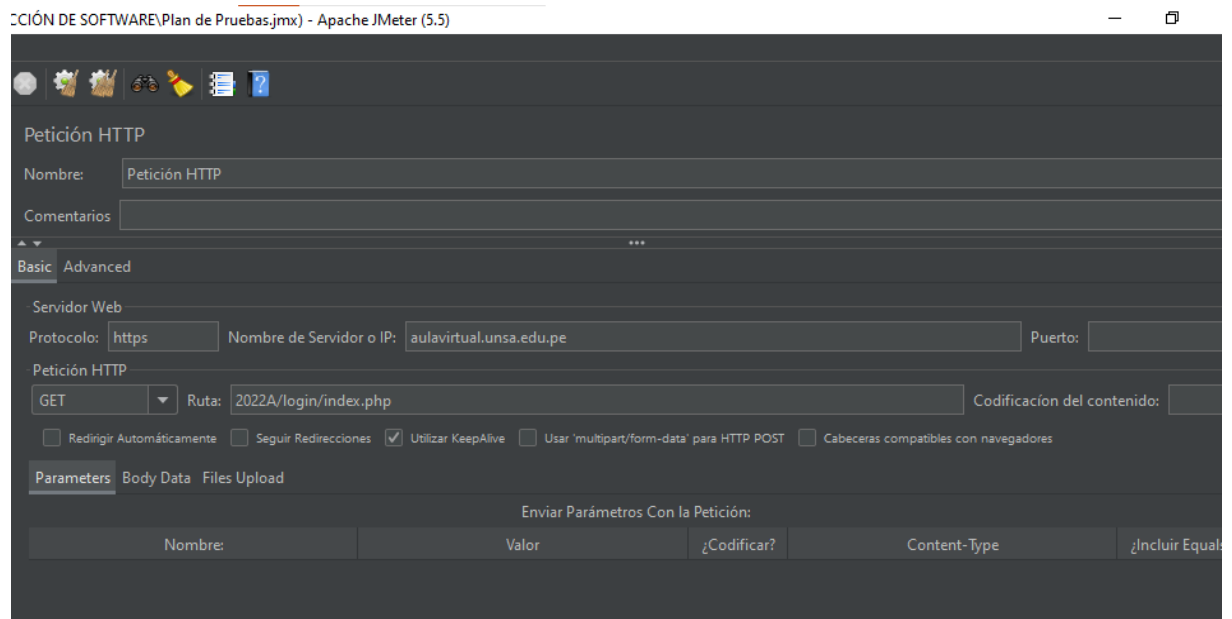 CCIÓN DE SOFTWARE\Plan de Pruebas.jmx) - Apache JMeter (5.5)
Petición HTTP
Nombre: Petición HTTP
Comentarios
Basic Advanced
Servidor Web
Protocolo: https Nombre de Servidor o IP: aulavirtual.unsa.edu.pe Puerto:
Petición HTTP
GET Ruta: 2022A/login/index.php Codificacíon del contenido:
Redirigir Automáticamente Seguir Redirecciones Utilizar KeepAlive Usar 'multipart/form-data' para HTTP POST Cabeceras compatibles con navegadores
Parameters Body Data Files Upload
Enviar Parámetros Con la Petición:
Nombre: Valor ¿Codificar? Content-Type ¿Incluir Equals